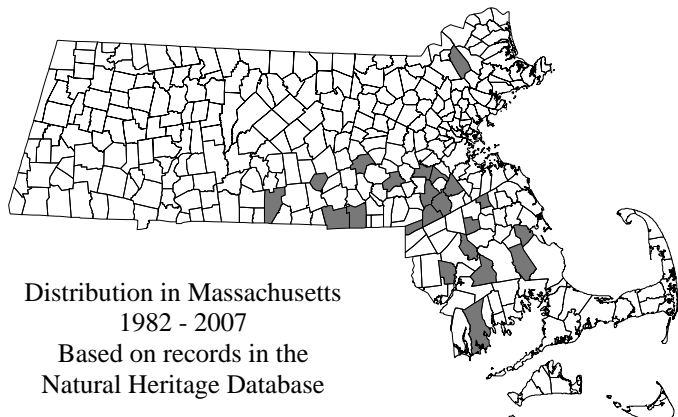 Distribution in Massachusetts
1982 - 2007
Based on records in the
Natural Heritage Database